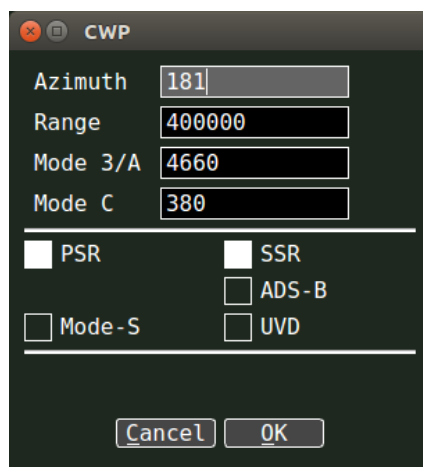 CWP
Azimuth 181
Range 400000
Mode 3/A 4660
Mode C 380
PSR SSR
ADS-B
Mode-S UVD
Cancel OK